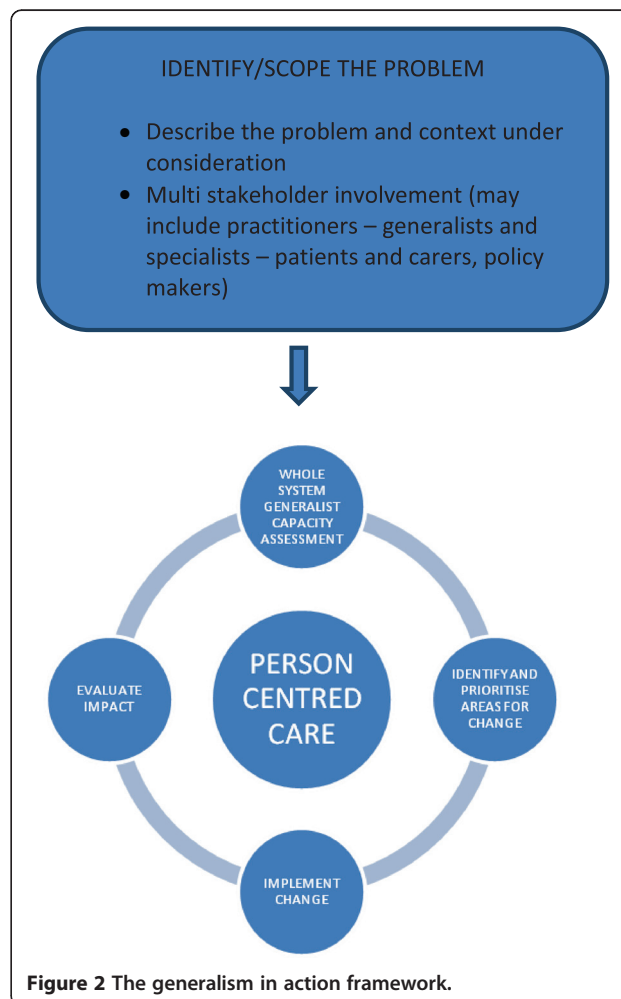 IDENTIFY/SCOPE THE PROBLEM
• Describe the problem and context under
consideration
• Multi stakeholder involvement (may
include practitioners – generalists and
specialists – patients and carers, policy
makers)
WHOLE
SYSTEM
GENERALIST
CAPACITY
ASSESSMENT
IDENTIFY AND
PRIORITISE
AREAS FOR
CHANGE
IMPLEMENT
CHANGE
EVALUATE
IMPACT
PERSON
CENTRED
CARE
Figure 2 The generalism in action framework.